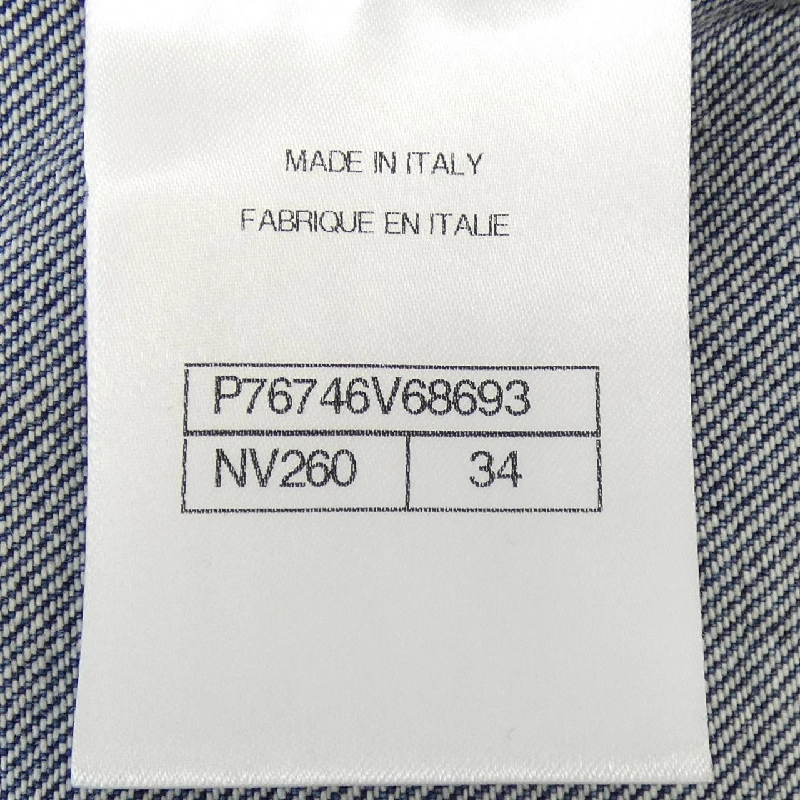 MADE IN ITALY
FABRIQUE EN ITALIE
P76746V68693
NV260 34